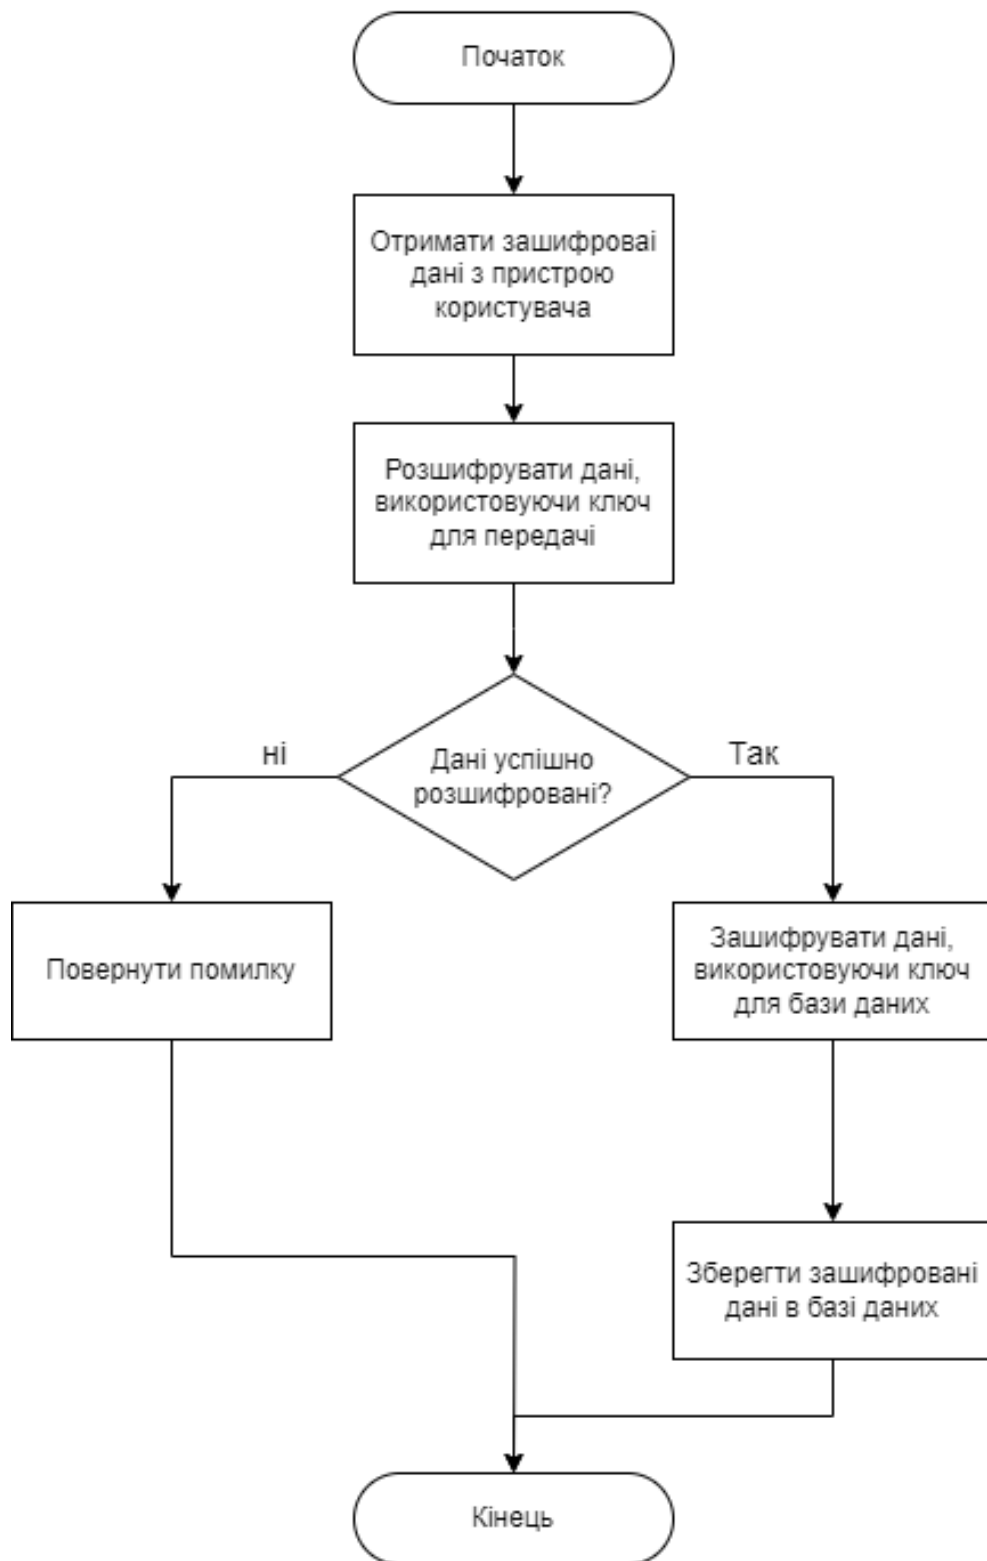 Початок
Отримати зашифроваі
дані з пристрою
користувача
Розшифрувати дані,
використовуючи ключ
для передачі
Дані успішно
розшифровані?
ні
Так
Повернути помилку
Зашифрувати дані,
використовуючи ключ
для бази даних
Зберегти зашифровані
дані в базі даних
Кінець